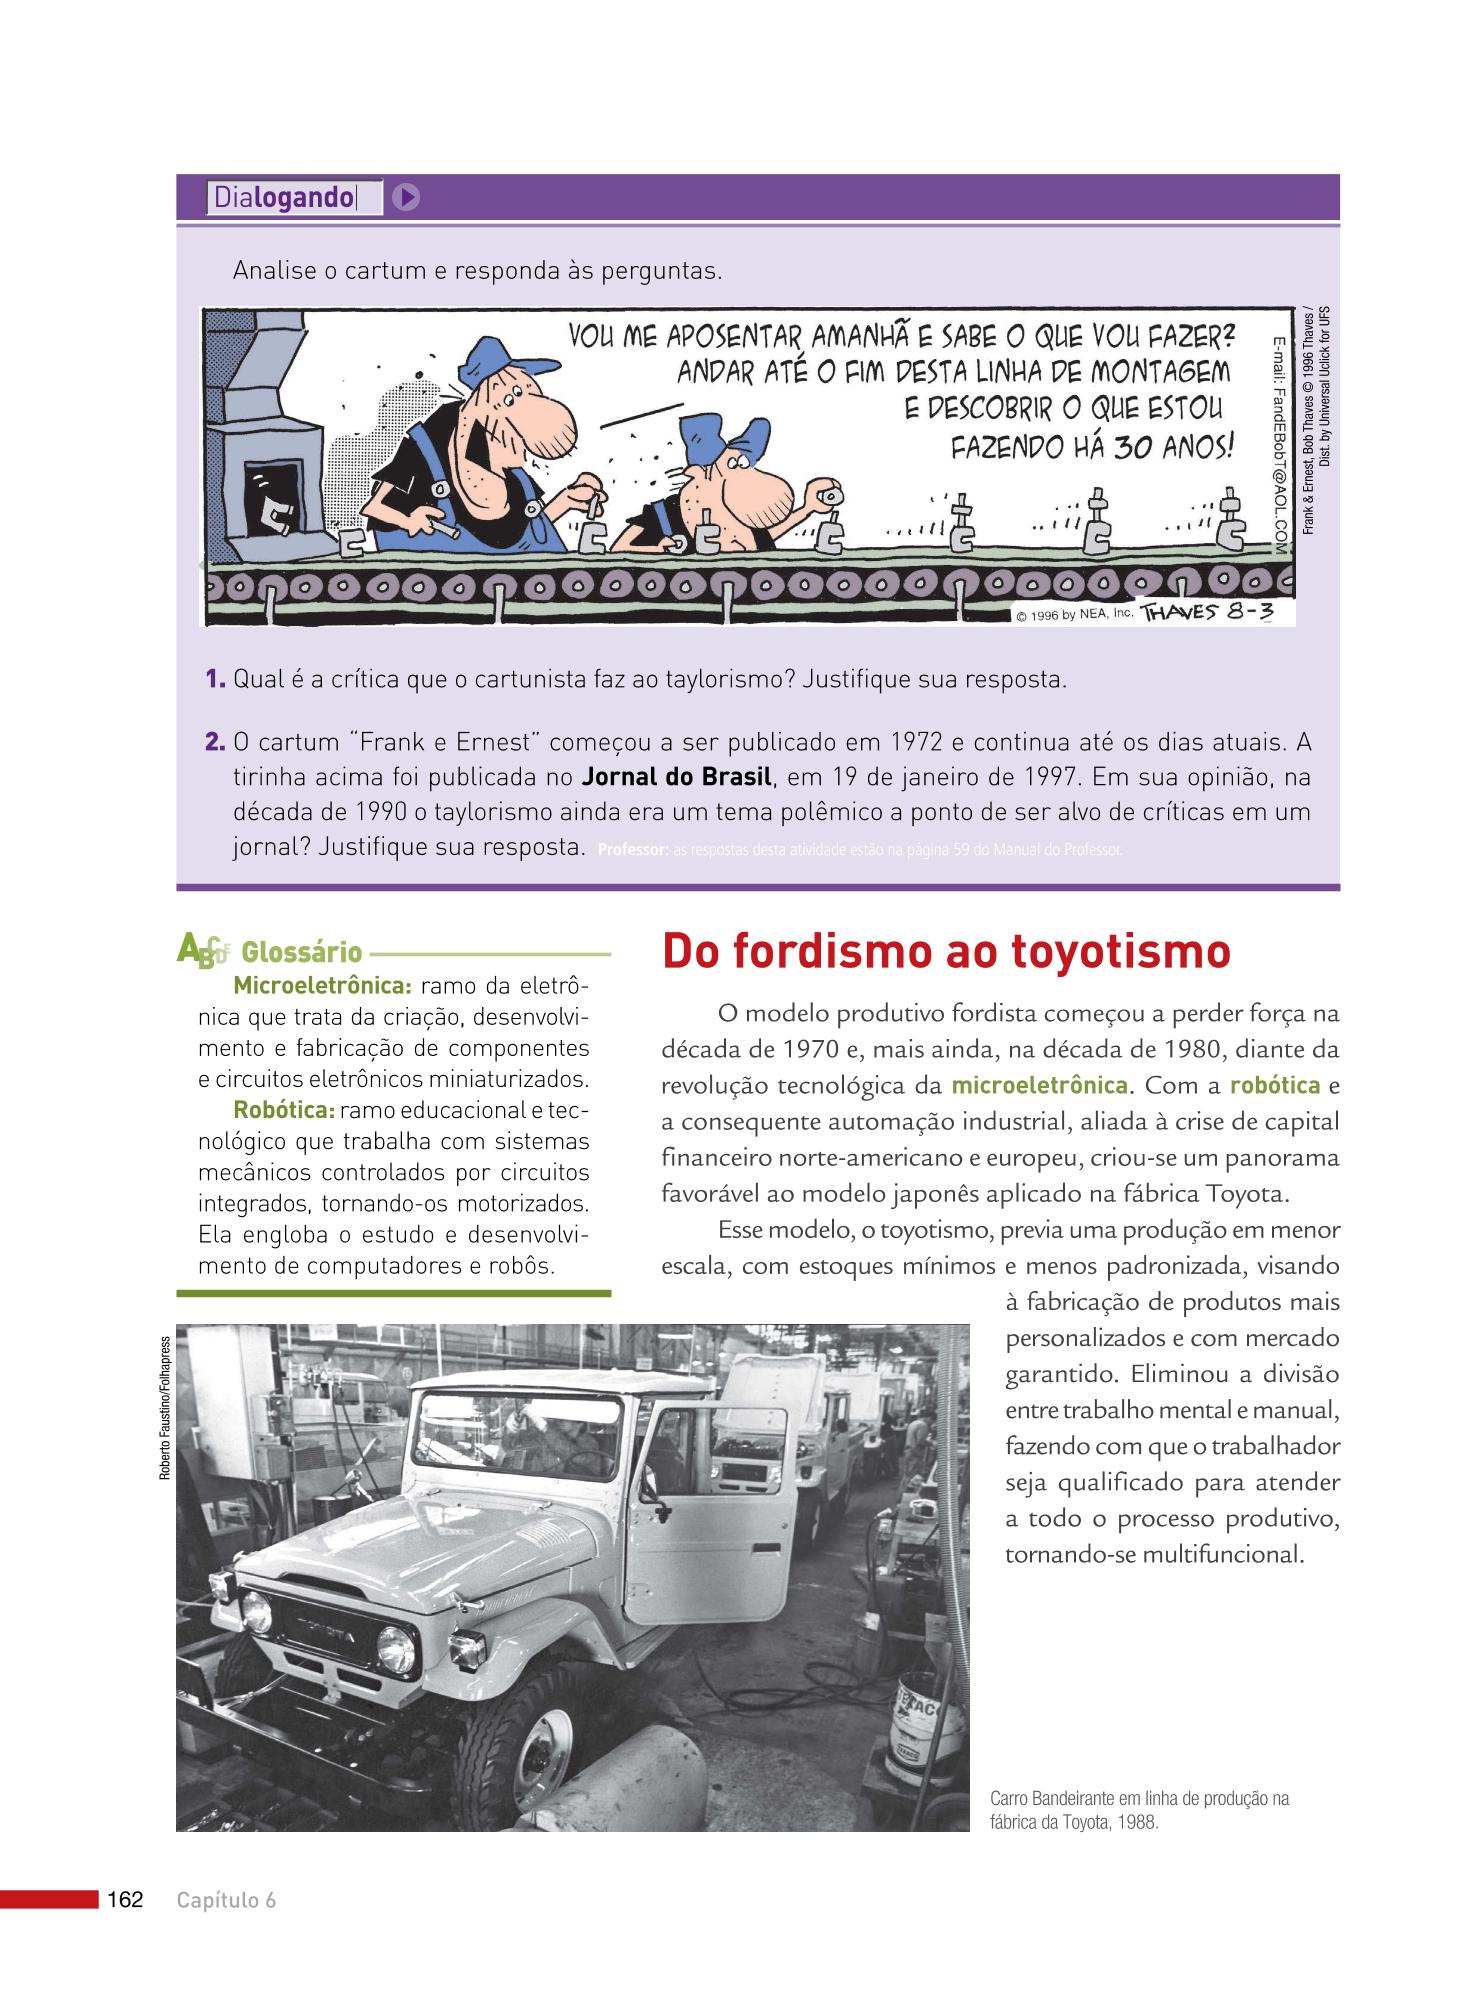 Dialogando
Analise o cartum e responda às perguntas.
VOU ME APOSENTAR AMANHÃ E SABE O QUE VOU FAZER?
ANDAR ATÉ O FIM DESTA LINHA DE MONTAGEM
E DESCOBRIR O QUE ESTOU
FAZENDO HÁ 30 ANOS!
E-mail: FandEBobT@AOL.COM
Frank & Ernest, Bob Thaves © 1996 Thaves /
Dist. by Universal Uclick for UFS
© 1996 by NEA, Inc. THAVES 8-3
1. Qual é a crítica que o cartunista faz ao taylorismo? Justifique sua resposta.
2. O cartum “Frank e Ernest” começou a ser publicado em 1972 e continua até os dias atuais. A
tirinha acima foi publicada no Jornal do Brasil, em 19 de janeiro de 1997. Em sua opinião, na
década de 1990 o taylorismo ainda era um tema polêmico a ponto de ser alvo de críticas em um
jornal? Justifique sua resposta. Professor: as respostas desta atividade estão na página 59 do Manual do Professor.
ABCDE Glossário
Microeletrônica: ramo da eletrô-
nica que trata da criação, desenvolvi-
mento e fabricação de componentes
e circuitos eletrônicos miniaturizados.
Robótica: ramo educacional e tec-
nológico que trabalha com sistemas
mecânicos controlados por circuitos
integrados, tornando-os motorizados.
Ela engloba o estudo e desenvolvi-
mento de computadores e robôs.
Do fordismo ao toyotismo
O modelo produtivo fordista começou a perder força na
década de 1970 e, mais ainda, na década de 1980, diante da
revolução tecnológica da microeletrônica. Com a robótica e
a consequente automação industrial, aliada à crise de capital
financeiro norte-americano e europeu, criou-se um panorama
favorável ao modelo japonês aplicado na fábrica Toyota.
Esse modelo, o toyotismo, previa uma produção em menor
escala, com estoques mínimos e menos padronizada, visando
à fabricação de produtos mais
personalizados e com mercado
garantido. Eliminou a divisão
entre trabalho mental e manual,
fazendo com que o trabalhador
seja qualificado para atender
a todo o processo produtivo,
tornando-se multifuncional.
Roberto Faustino/Folhapress
TOYOTA
TEXACO
Carro Bandeirante em linha de produção na
fábrica da Toyota, 1988.
162 Capítulo 6